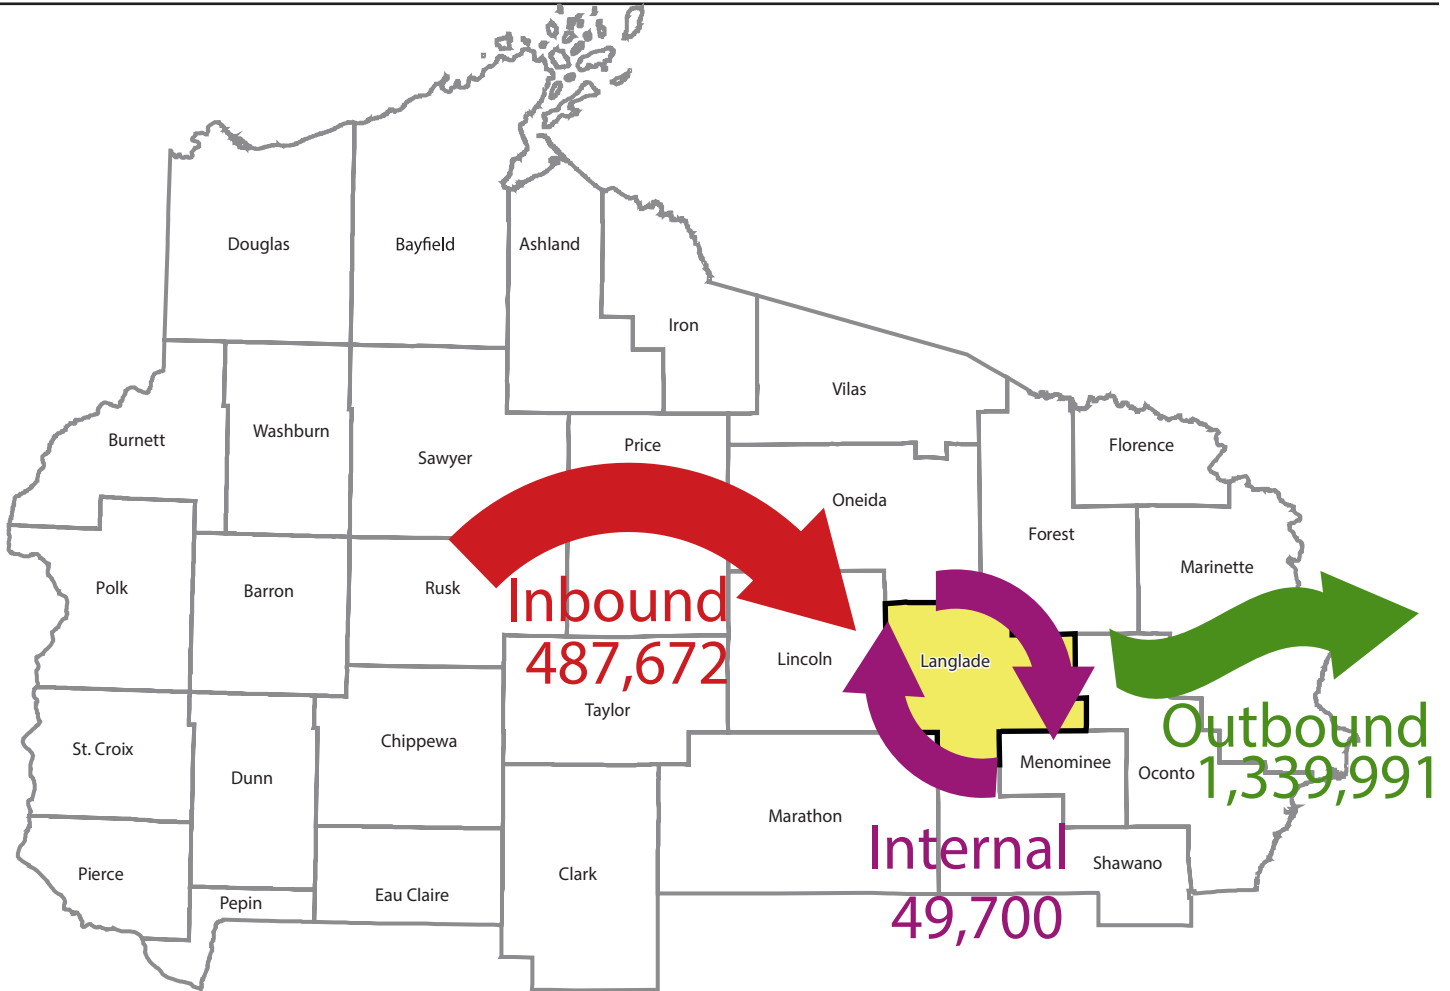 Douglas
Bayfield
Ashland
Iron
Vilas
Burnett
Washburn
Sawyer
Price
Florence
Oneida
Forest
Marinette
Polk
Barron
Rusk
Inbound
487,672
Lincoln
Langlade
Taylor
St. Croix
Chippewa
Dunn
Menominee
Oconto
Outbound
1,339,991
Marathon
Internal
49,700
Shawano
Pierce
Clark
Eau Claire
Pepin